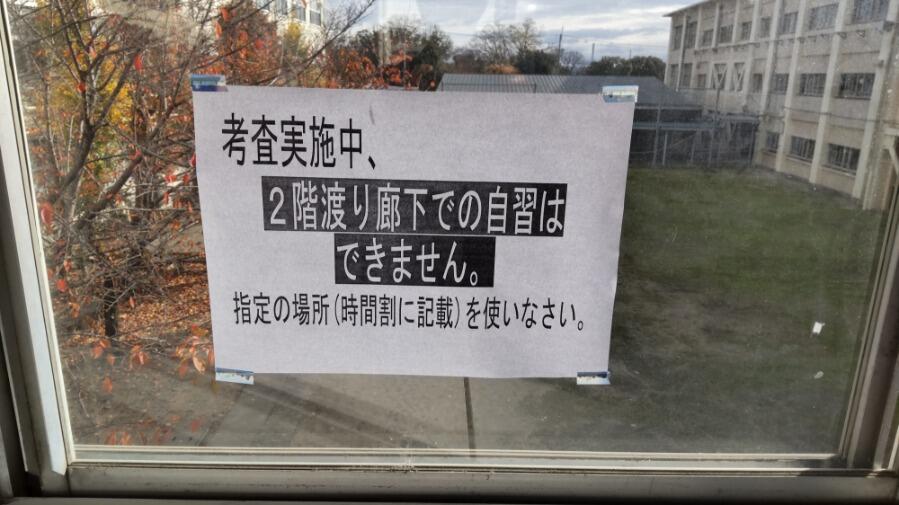 考査実施中、
２階渡り廊下での自習は
できません。
指定の場所(時間割に記載)を使いなさい。